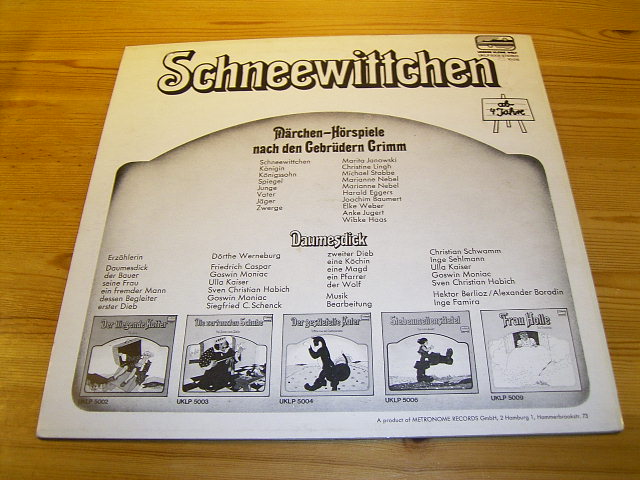 UNSERE KLEINE WELT
Schneewittchen
ab
4 Jahre
Märchen-Hörspiele
nach den Gebrüdern Grimm
Schneewittchen Marita Janowski
Königin Christine Lingh
Königssohn Michael Stabbe
Spiegel Marianne Nebel
Junge Marianne Nebel
Vater Harald Eggers
Jäger Joachim Baumert
Zwerge Elke Weber
Anke Jugert
Wibke Haas
Daumesdick
Erzählerin Dörthe Werneburg
Daumesdick Friedrich Caspar
der Bauer Goswin Moniac
seine Frau Ulla Kaiser
ein fremder Mann Sven Christian Habich
dessen Begleiter Goswin Moniac
erster Dieb Siegfried C. Schenck
zweiter Dieb Christian Schwamm
eine Köchin Inge Sehlmann
eine Magd Ulla Kaiser
ein Pfarrer Goswin Moniac
der Wolf Sven Christian Habich
Musik Hektor Berlioz / Alexander Borodin
Bearbeitung Inge Famira
Der fliegende Koffer
Die zertanzten Schuhe
Der gestiefelte Kater
Siebenmeilenstiefel
Frau Holle
UKLP 5002
UKLP 5003
UKLP 5004
UKLP 5006
UKLP 5009
A product of METRONOME RECORDS GmbH, 2 Hamburg 1, Hammerbrookstr. 73